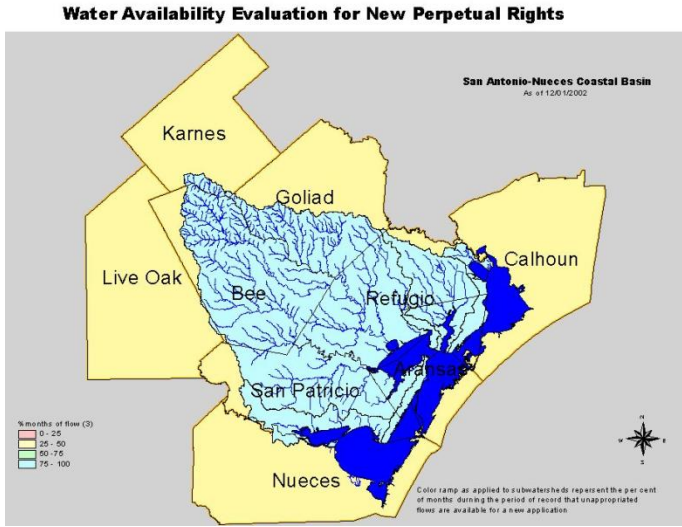 Water Availability Evaluation for New Perpetual Rights
San Antonio-Nueces Coastal Basin
As of 12/01/2002
Karnes
Goliad
Calhoun
Live Oak
Bee
Refugio
Aransas
San Patricio
Nueces
% months of flow (3)
0 - 25
25 - 50
50 - 75
75 - 100
N
W
E
S
Color ramp as applied to subwatersheds represent the per cent
of months durning the period of record that unappropriated
flows are available for a new application